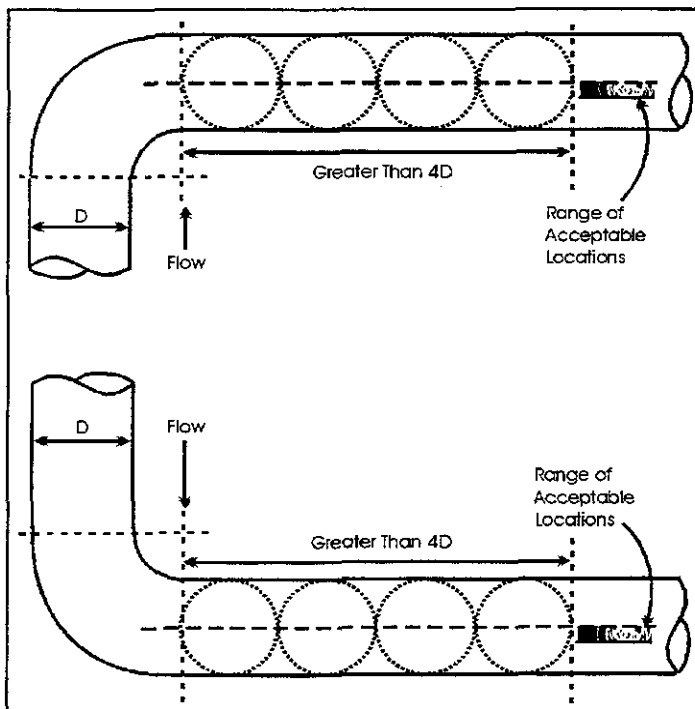 Greater Than 4D
D
Flow
Range of
Acceptable
Locations
D
Flow
Range of
Acceptable
Locations
Greater Than 4D